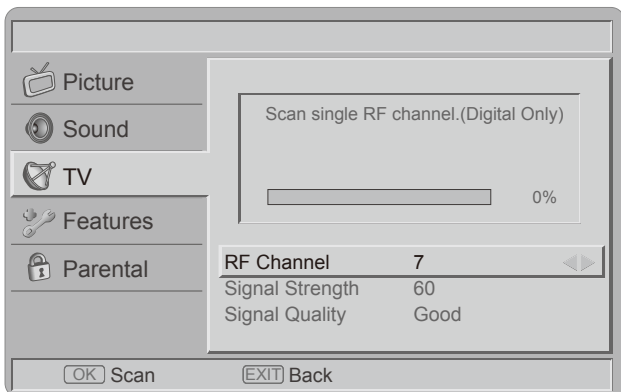 Picture
Sound
TV
Features
Parental
Scan single RF channel.(Digital Only)
0%
RF Channel 7
Signal Strength 60
Signal Quality Good
OK Scan EXIT Back